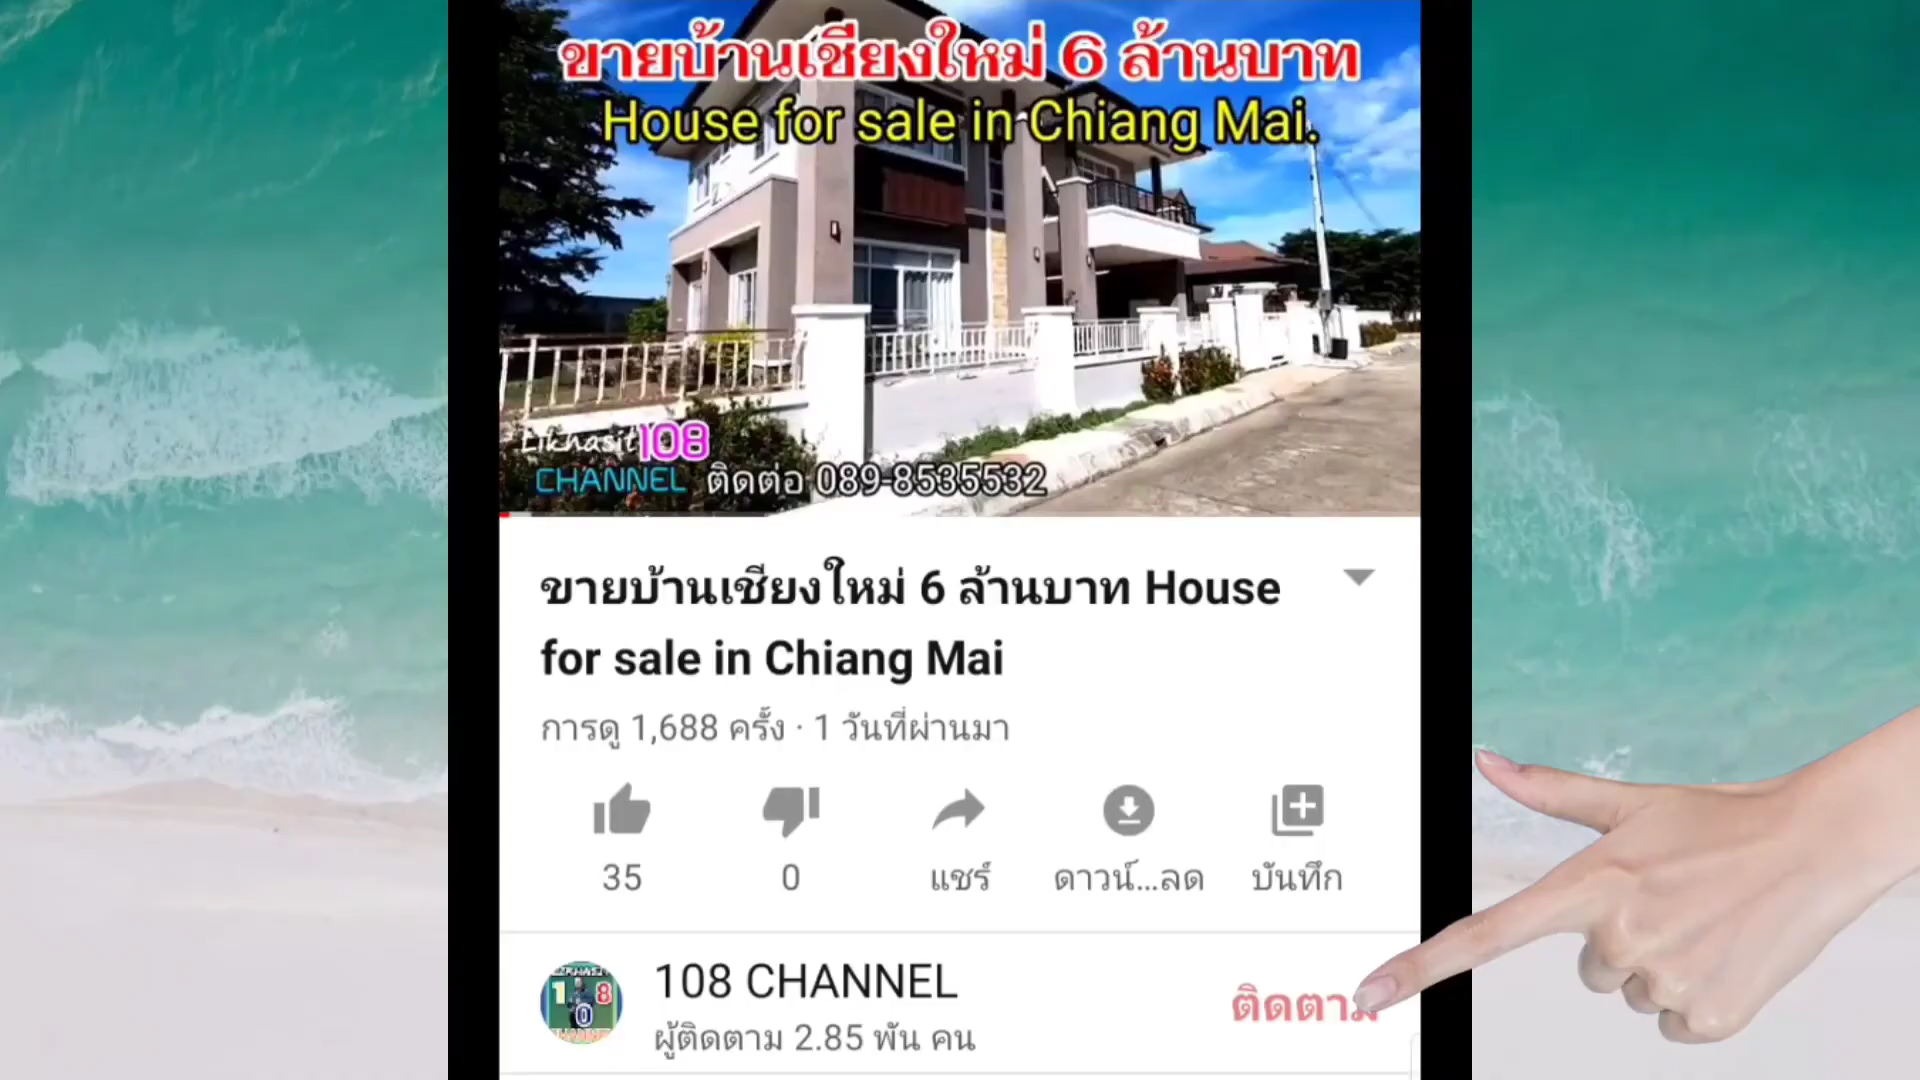 ขายบ้านเชียงใหม่ 6 ล้านบาท
House for sale in Chiang Mai.
Likhasit 108
CHANNEL ติดต่อ 089-8535532
ขายบ้านเชียงใหม่ 6 ล้านบาท House
for sale in Chiang Mai
การดู 1,688 ครั้ง · 1 วันที่ผ่านมา
35
0
แชร์
ดาวน์...ลด
บันทึก
108 CHANNEL
ติดตาม
ผู้ติดตาม 2.85 พัน คน